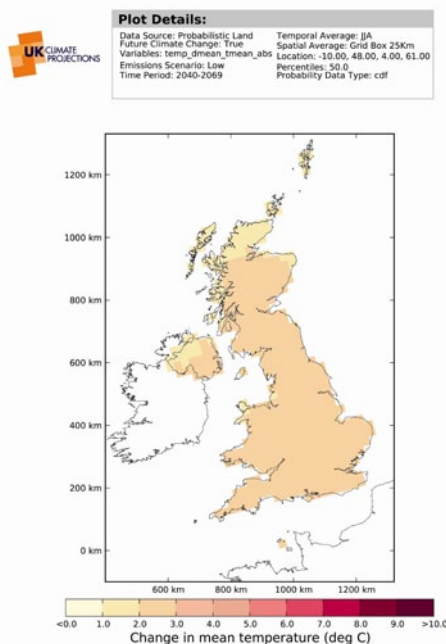 Plot Details:
UK CLIMATE
PROJECTIONS
Data Source: Probabilistic Land
Future Climate Change: True
Variables: temp_dmean_tmean_abs
Emissions Scenario: Low
Time Period: 2040-2069
Temporal Average: JJA
Spatial Average: Grid Box 25Km
Location: -10.00, 48.00, 4.00, 61.00
Percentiles: 50.0
Probability Data Type: cdf
1200 km
1000 km
800 km
600 km
400 km
200 km
0 km
600 km 800 km 1000 km 1200 km
<0.0 1.0 2.0 3.0 4.0 5.0 6.0 7.0 8.0 9.0 >10.0
Change in mean temperature (deg C)